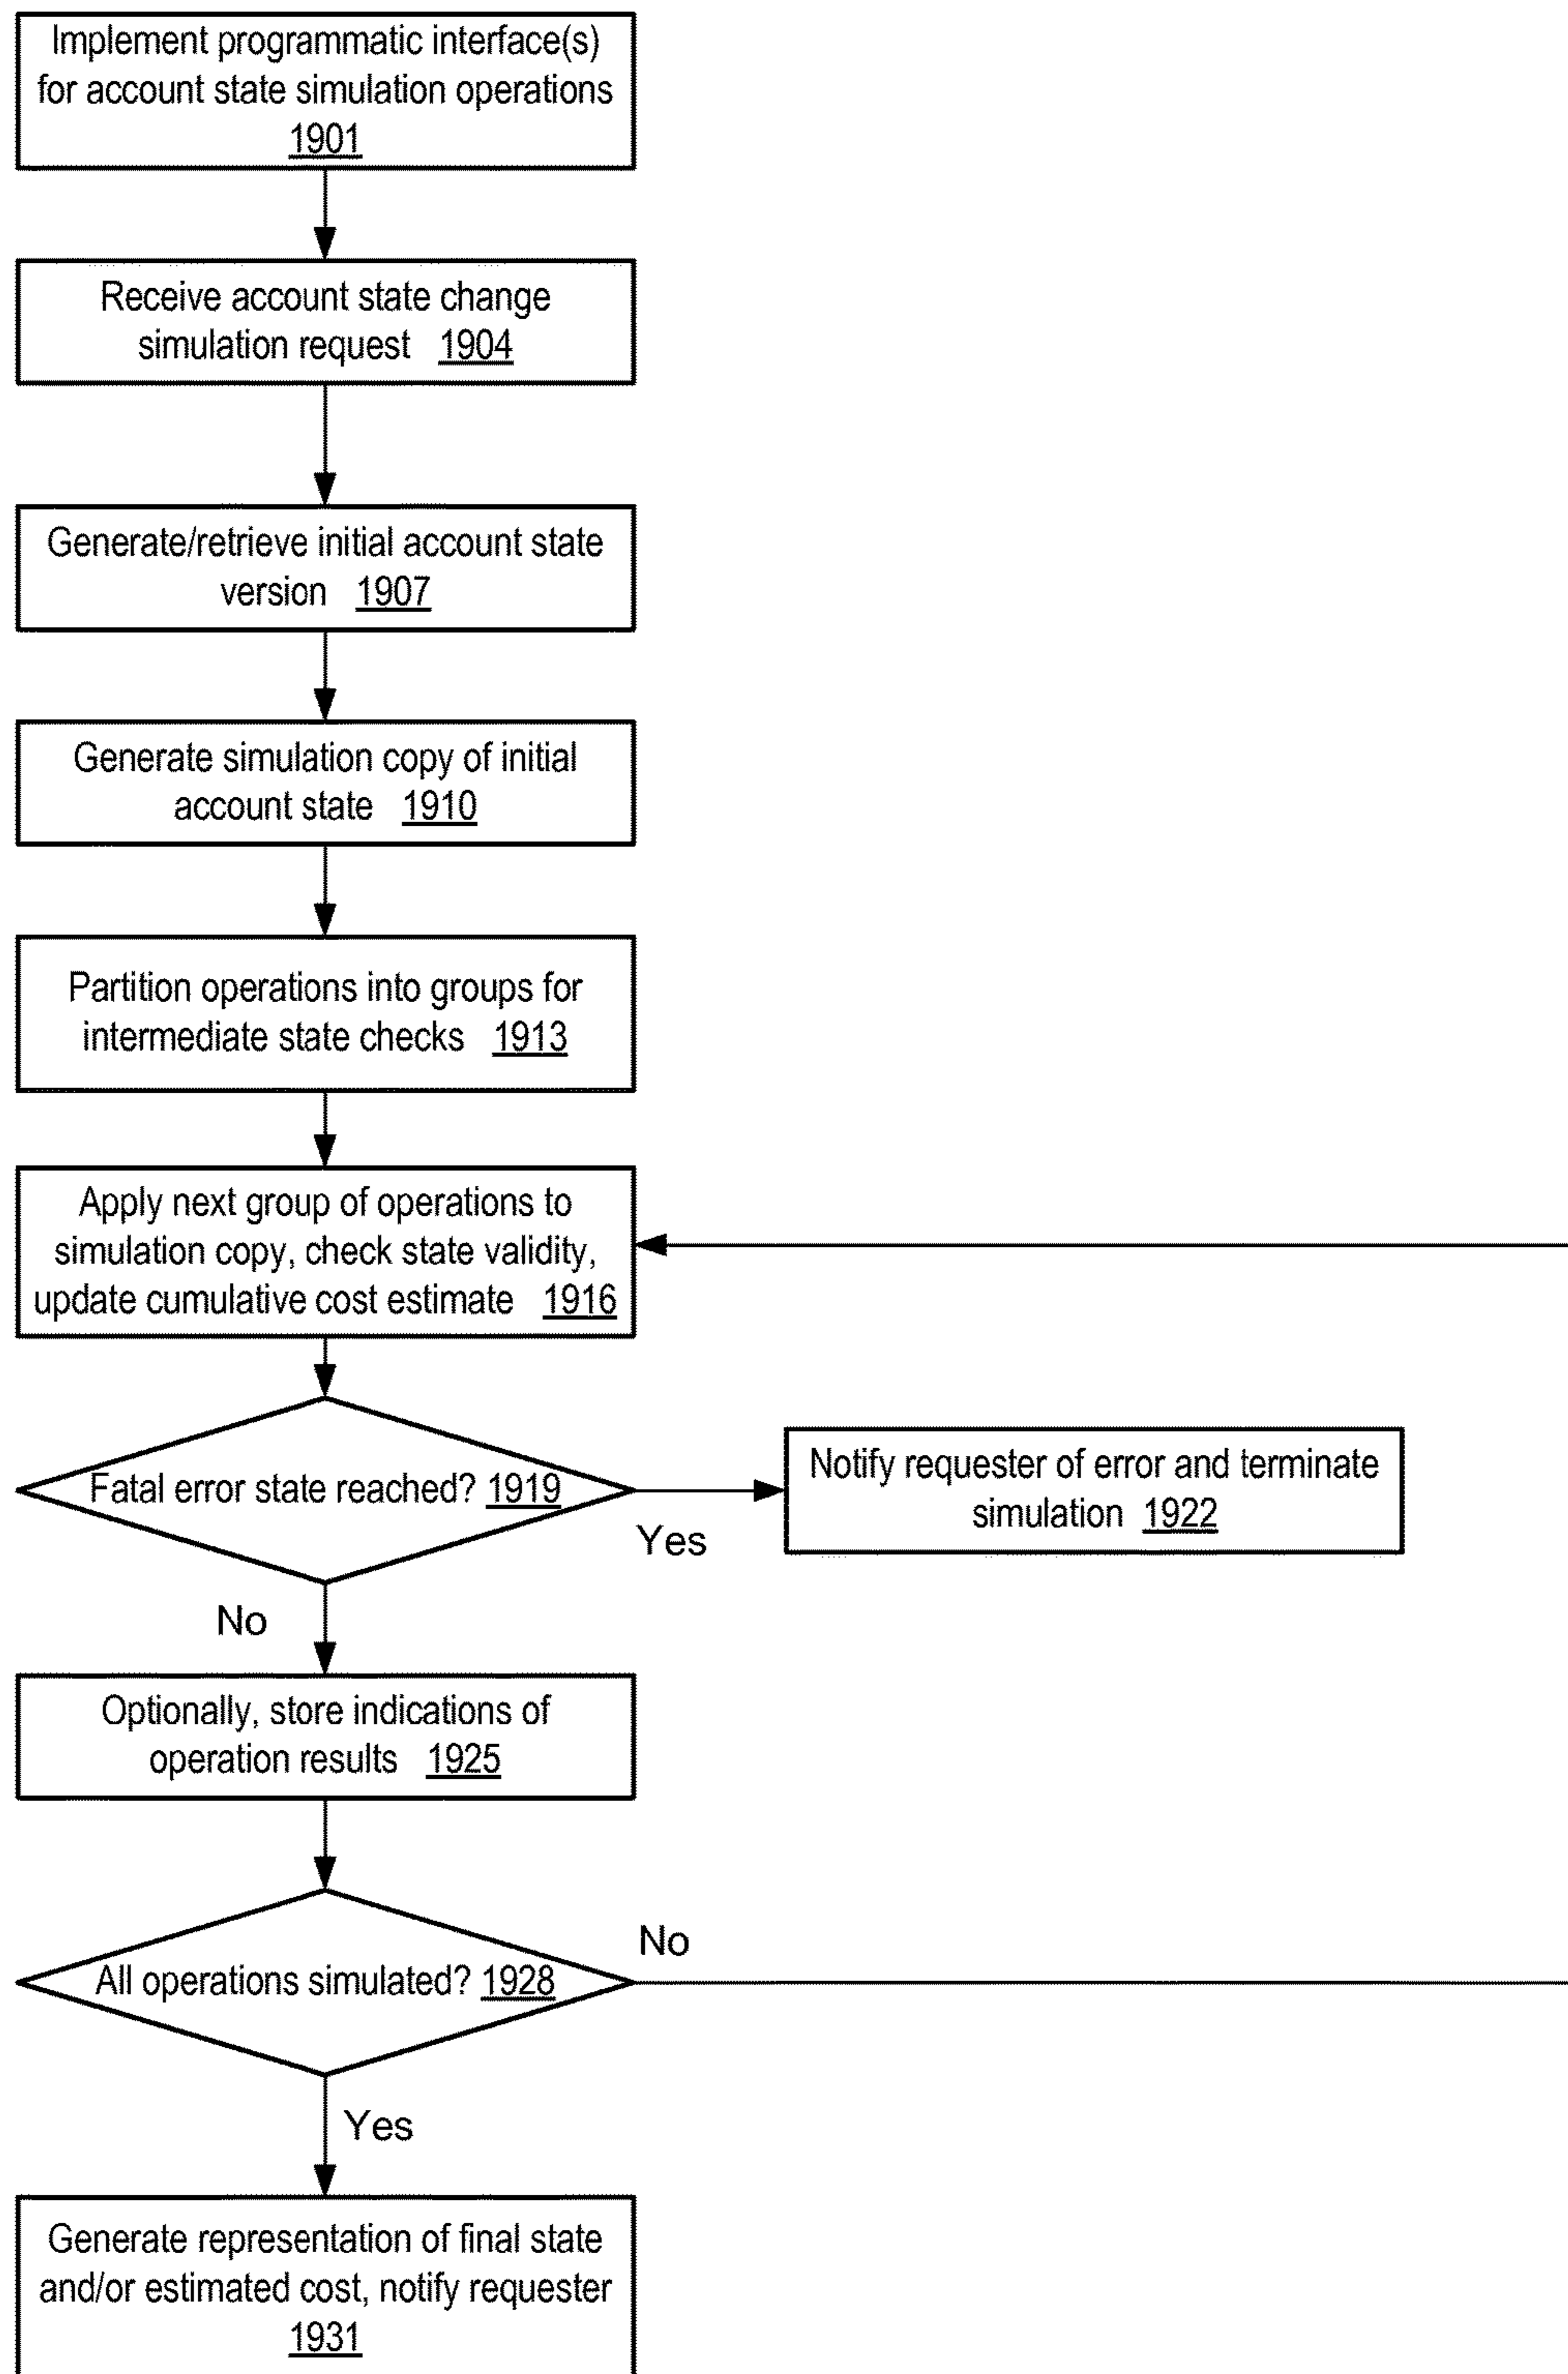 Implement programmatic interface(s)
for account state simulation operations
1901
Receive account state change
simulation request 1904
Generate/retrieve initial account state
version 1907
Generate simulation copy of initial
account state 1910
Partition operations into groups for
intermediate state checks 1913
Apply next group of operations to
simulation copy, check state validity,
update cumulative cost estimate 1916
Fatal error state reached? 1919
Yes
Notify requester of error and terminate
simulation 1922
No
Optionally, store indications of
operation results 1925
No
All operations simulated? 1928
Yes
Generate representation of final state
and/or estimated cost, notify requester
1931